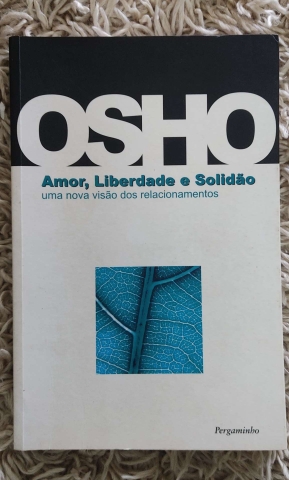 OSHO
Amor, Liberdade e Solidão
uma nova visão dos relacionamentos
Pergaminho